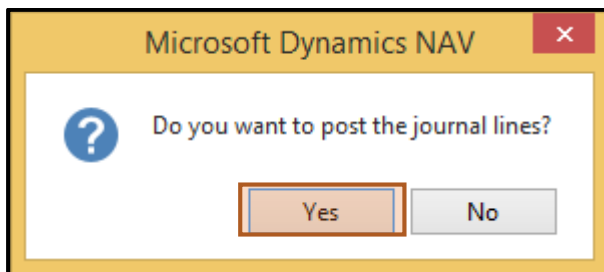 Microsoft Dynamics NAV
Do you want to post the journal lines?
Yes No